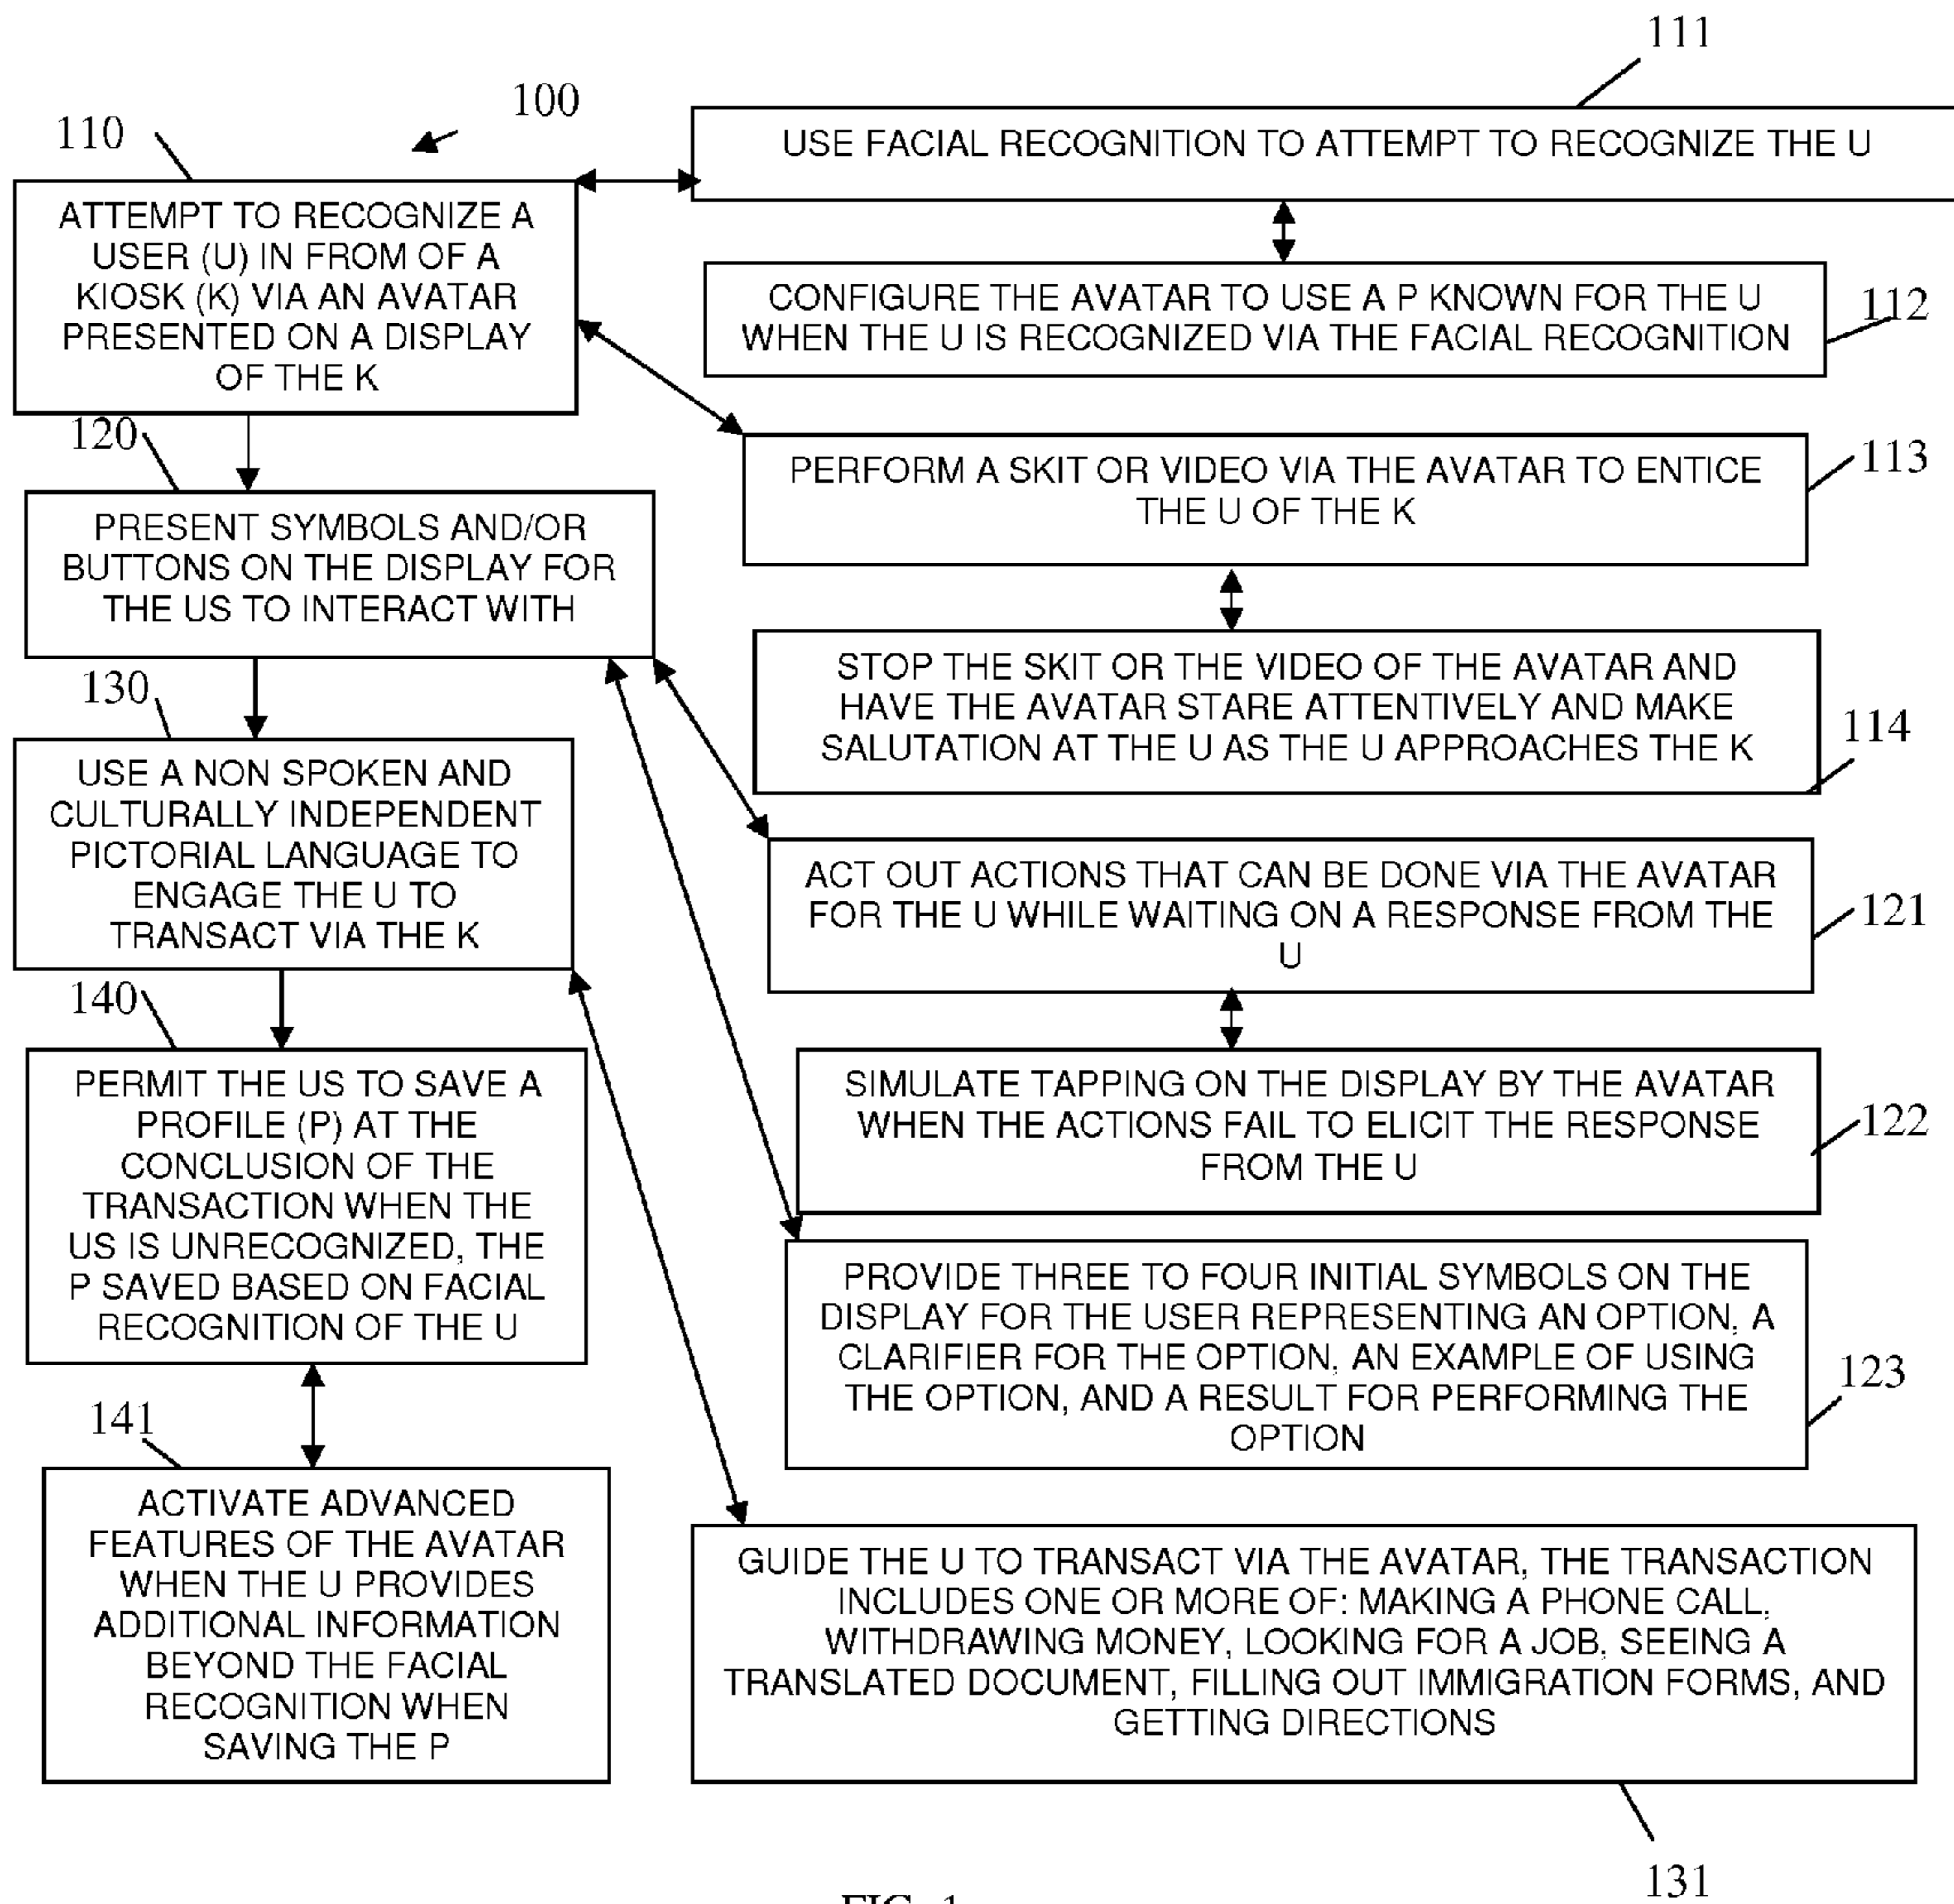 100
110
ATTEMPT TO RECOGNIZE A
USER (U) IN FROM OF A
KIOSK (K) VIA AN AVATAR
PRESENTED ON A DISPLAY
OF THE K
111
USE FACIAL RECOGNITION TO ATTEMPT TO RECOGNIZE THE U
112
CONFIGURE THE AVATAR TO USE A P KNOWN FOR THE U
WHEN THE U IS RECOGNIZED VIA THE FACIAL RECOGNITION
113
PERFORM A SKIT OR VIDEO VIA THE AVATAR TO ENTICE
THE U OF THE K
114
STOP THE SKIT OR THE VIDEO OF THE AVATAR AND
HAVE THE AVATAR STARE ATTENTIVELY AND MAKE
SALUTATION AT THE U AS THE U APPROACHES THE K
120
PRESENT SYMBOLS AND/OR
BUTTONS ON THE DISPLAY FOR
THE US TO INTERACT WITH
121
ACT OUT ACTIONS THAT CAN BE DONE VIA THE AVATAR
FOR THE U WHILE WAITING ON A RESPONSE FROM THE
U
122
SIMULATE TAPPING ON THE DISPLAY BY THE AVATAR
WHEN THE ACTIONS FAIL TO ELICIT THE RESPONSE
FROM THE U
123
PROVIDE THREE TO FOUR INITIAL SYMBOLS ON THE
DISPLAY FOR THE USER REPRESENTING AN OPTION, A
CLARIFIER FOR THE OPTION, AN EXAMPLE OF USING
THE OPTION, AND A RESULT FOR PERFORMING THE
OPTION
130
USE A NON SPOKEN AND
CULTURALLY INDEPENDENT
PICTORIAL LANGUAGE TO
ENGAGE THE U TO
TRANSACT VIA THE K
131
GUIDE THE U TO TRANSACT VIA THE AVATAR, THE TRANSACTION
INCLUDES ONE OR MORE OF: MAKING A PHONE CALL,
WITHDRAWING MONEY, LOOKING FOR A JOB, SEEING A
TRANSLATED DOCUMENT, FILLING OUT IMMIGRATION FORMS, AND
GETTING DIRECTIONS
140
PERMIT THE US TO SAVE A
PROFILE (P) AT THE
CONCLUSION OF THE
TRANSACTION WHEN THE
US IS UNRECOGNIZED, THE
P SAVED BASED ON FACIAL
RECOGNITION OF THE U
141
ACTIVATE ADVANCED
FEATURES OF THE AVATAR
WHEN THE U PROVIDES
ADDITIONAL INFORMATION
BEYOND THE FACIAL
RECOGNITION WHEN
SAVING THE P
FIG. 1